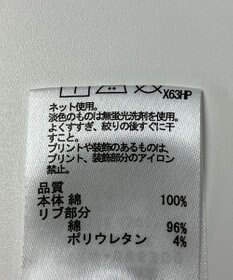 X63HP
ネット使用。
淡色のものは無蛍光洗剤を使用。
よくすすぎ、絞りの後すぐに干
すこと。
プリントや装飾のあるものは、
プリント、装飾部分のアイロン
禁止。
品質
本体 綿 100%
リブ部分
綿 96%
ポリウレタン 4%